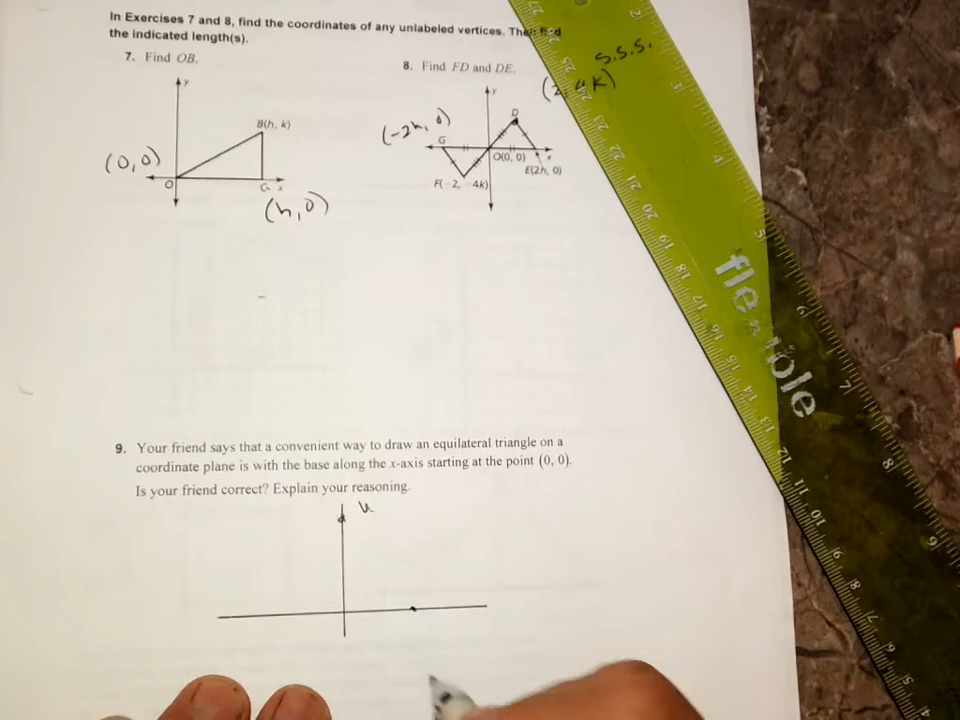 In Exercises 7 and 8, find the coordinates of any unlabeled vertices. Then find
the indicated length(s).
7. Find OB.
8. Find FD and DE.
S.S.S.
y
B(h, k)
(0,0)
O
C x
(h,0)
y
(-2h, 0)
G
D
O(0, 0)
x
E(2h, 0)
F(-2, -4k)
9. Your friend says that a convenient way to draw an equilateral triangle on a
coordinate plane is with the base along the x-axis starting at the point (0, 0).
Is your friend correct? Explain your reasoning.
flexible